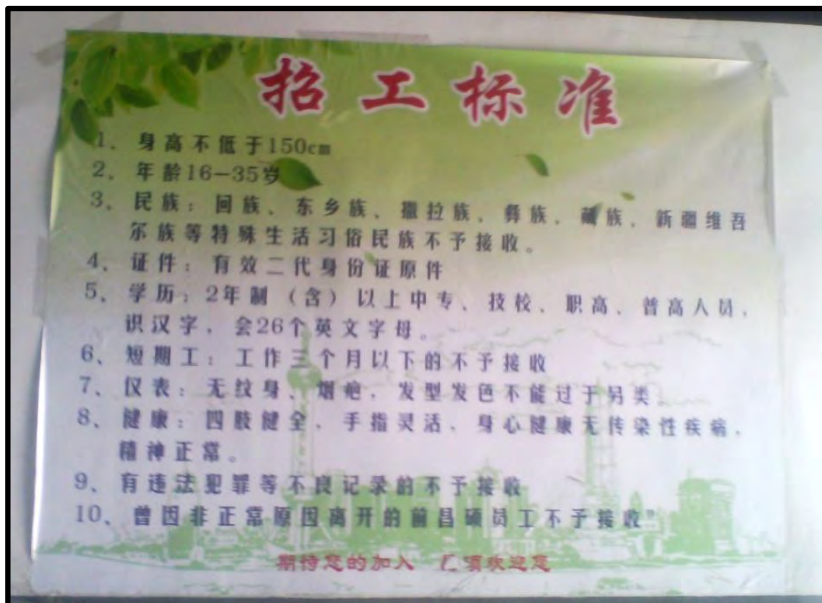 招工标准
1、身高不低于150cm
2、年龄16—35岁
3、民族：回族、东乡族、撒拉族、彝族、藏族、新疆维吾
尔族等特殊生活习俗民族不予接收。
4、证件：有效二代身份证原件
5、学历：2年制（含）以上中专、技校、职高、普高人员，
识汉字，会26个英文字母。
6、短期工：工作三个月以下的不予接收
7、仪表：无纹身、烟疤，发型发色不能过于另类。
8、健康：四肢健全，手指灵活，身心健康无传染性疾病，
精神正常。
9、有违法犯罪等不良记录的不予接收
10、曾因非正常原因离开的前昌硕员工不予接收
期待您的加入 昌硕欢迎您